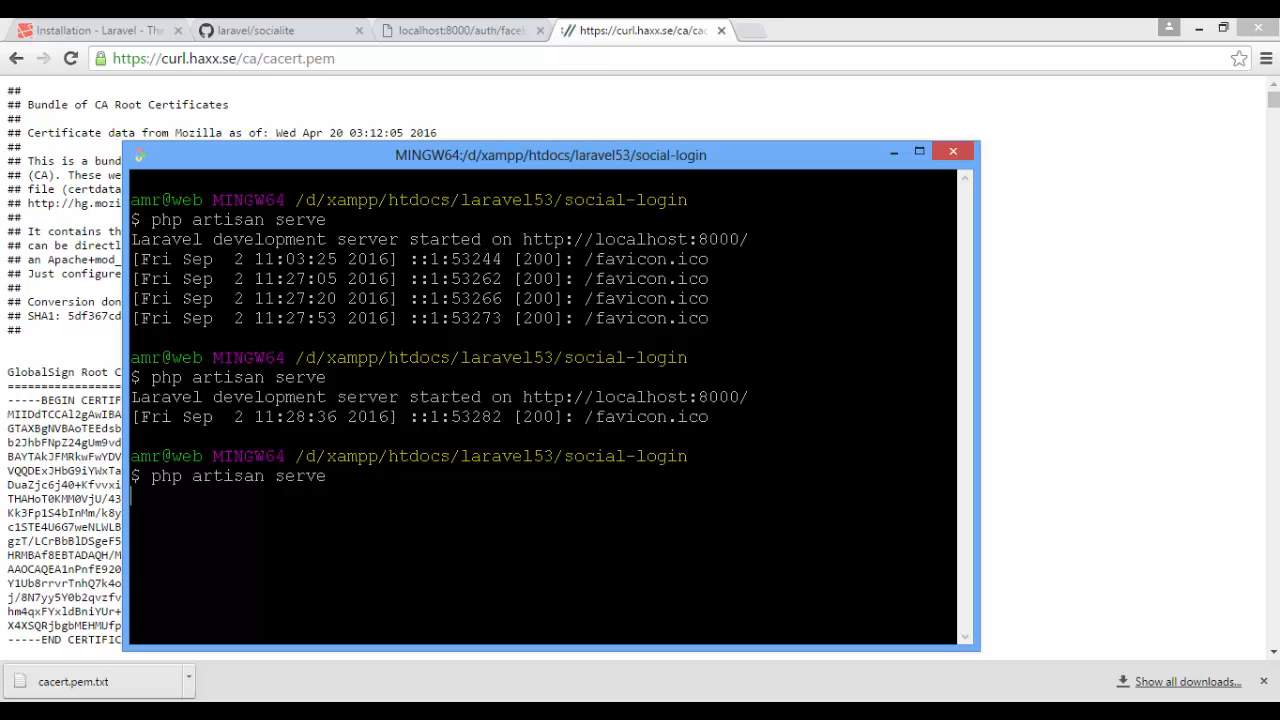 Installation - Laravel - The
laravel/socialite
localhost:8000/auth/face
https://curl.haxx.se/ca/cac
https://curl.haxx.se/ca/cacert.pem
##
## Bundle of CA Root Certificates
##
## Certificate data from Mozilla as of: Wed Apr 20 03:12:05 2016
##
## This is a bund
## (CA). These we
## file (certdata
## http://hg.mozi
##
## It contains th
## can be directl
## an Apache+mod_
## Just configure
##
## Conversion don
## SHA1: 5df367cd
##
GlobalSign Root C
==================
-----BEGIN CERTIF
MIIDdTCCAl2gAwIBA
GTAXBgNVBAoTEEdsb
b2JhbFNpZ24gUm9vd
BAYTAkJFMRkwFwYDV
VQQDExJHbG9iYWxTa
DuaZjc6j40+Kfvvxi
THAHoT0KMM0VjU/43
Kk3Fp1S4bInMm/k8y
c1STE4U6G7weNLWLB
gzT/LCrBbBlDSgeF5
HRMBAf8EBTADAQH/M
AAOCAQEA1nPnfE920
Y1Ub8rrvrTnhQ7k4o
j/8N7yy5Y0b2qvzfv
hm4qxFYxldBniYUr+
X4XSQRjbgbMEHMUfp
-----END CERTIFIC
MINGW64:/d/xampp/htdocs/laravel53/social-login
amr@web MINGW64 /d/xampp/htdocs/laravel53/social-login
$ php artisan serve
Laravel development server started on http://localhost:8000/
[Fri Sep  2 11:03:25 2016] ::1:53244 [200]: /favicon.ico
[Fri Sep  2 11:27:05 2016] ::1:53262 [200]: /favicon.ico
[Fri Sep  2 11:27:20 2016] ::1:53266 [200]: /favicon.ico
[Fri Sep  2 11:27:53 2016] ::1:53273 [200]: /favicon.ico
amr@web MINGW64 /d/xampp/htdocs/laravel53/social-login
$ php artisan serve
Laravel development server started on http://localhost:8000/
[Fri Sep  2 11:28:36 2016] ::1:53282 [200]: /favicon.ico
amr@web MINGW64 /d/xampp/htdocs/laravel53/social-login
$ php artisan serve
cacert.pem.txt
Show all downloads...